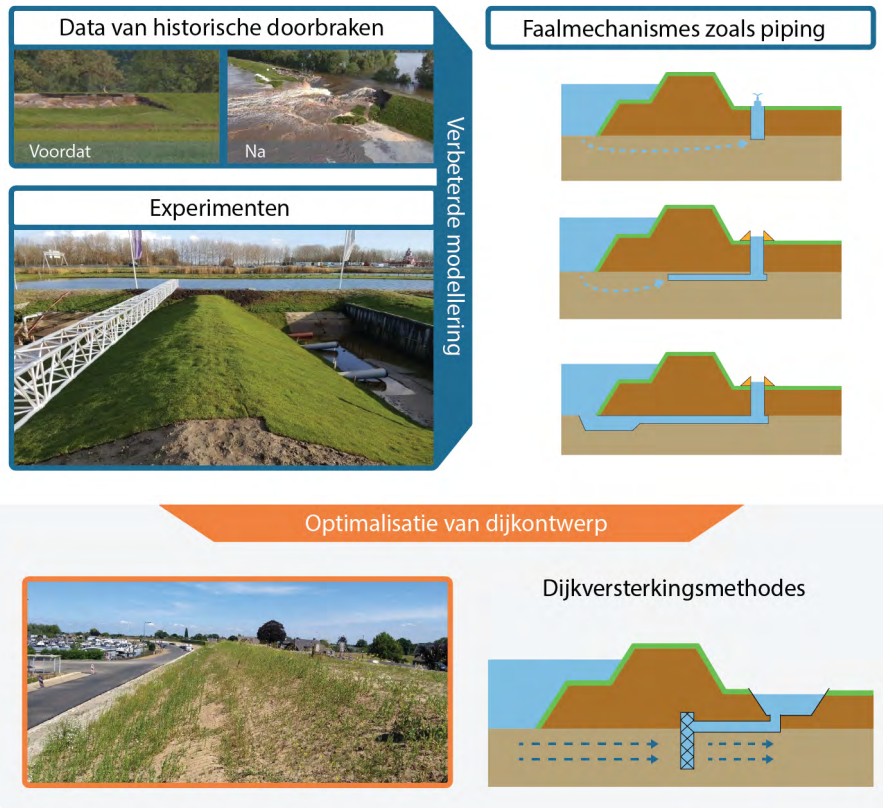 Data van historische doorbraken
Voordat
Na
Experimenten
Verbeterde modellering
Faalmechanismes zoals piping
Optimalisatie van dijkontwerp
Dijkversterkingsmethodes